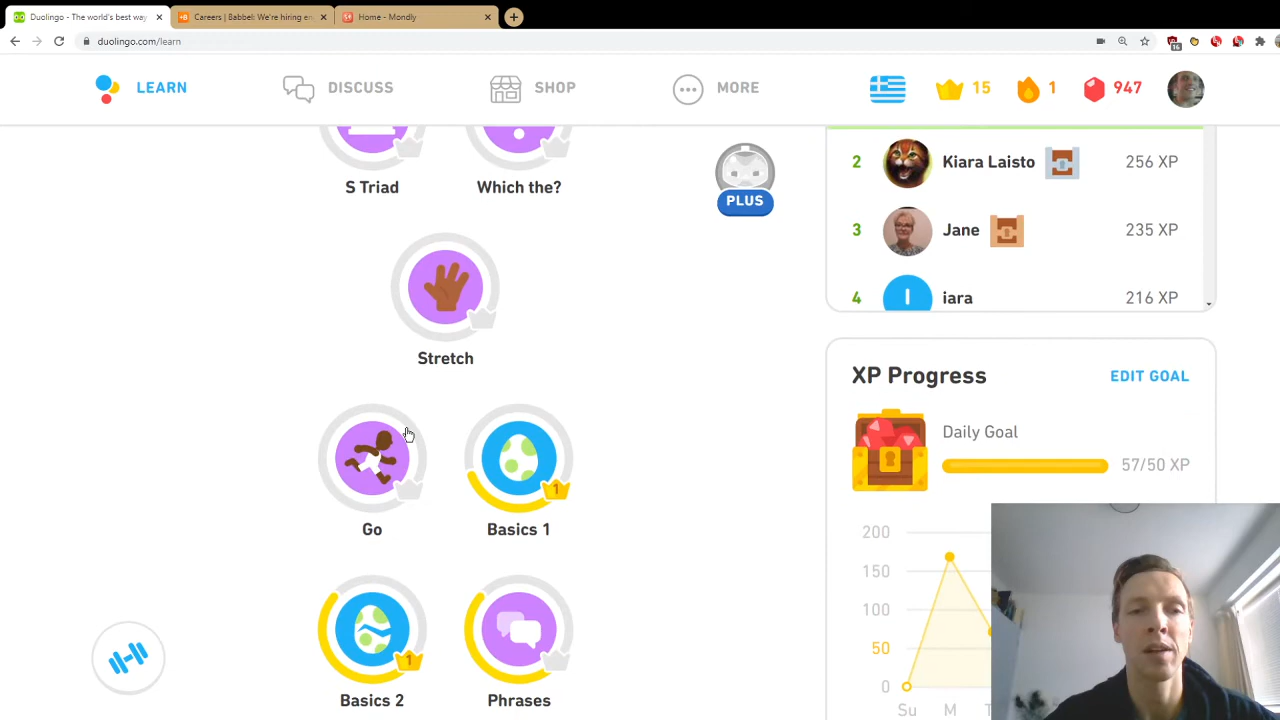 Duolingo - The world's best way
Careers | Babbel: We're hiring en
Home - Mondly
duolingo.com/learn
16
LEARN
DISCUSS
SHOP
MORE
15
1
947
S Triad
Which the?
PLUS
2 Kiara Laisto 256 XP
3 Jane 235 XP
4 I iara 216 XP
Stretch
XP Progress
EDIT GOAL
Daily Goal
57/50 XP
Go
1
Basics 1
200
150
100
50
0
Su M T
1
Basics 2
Phrases